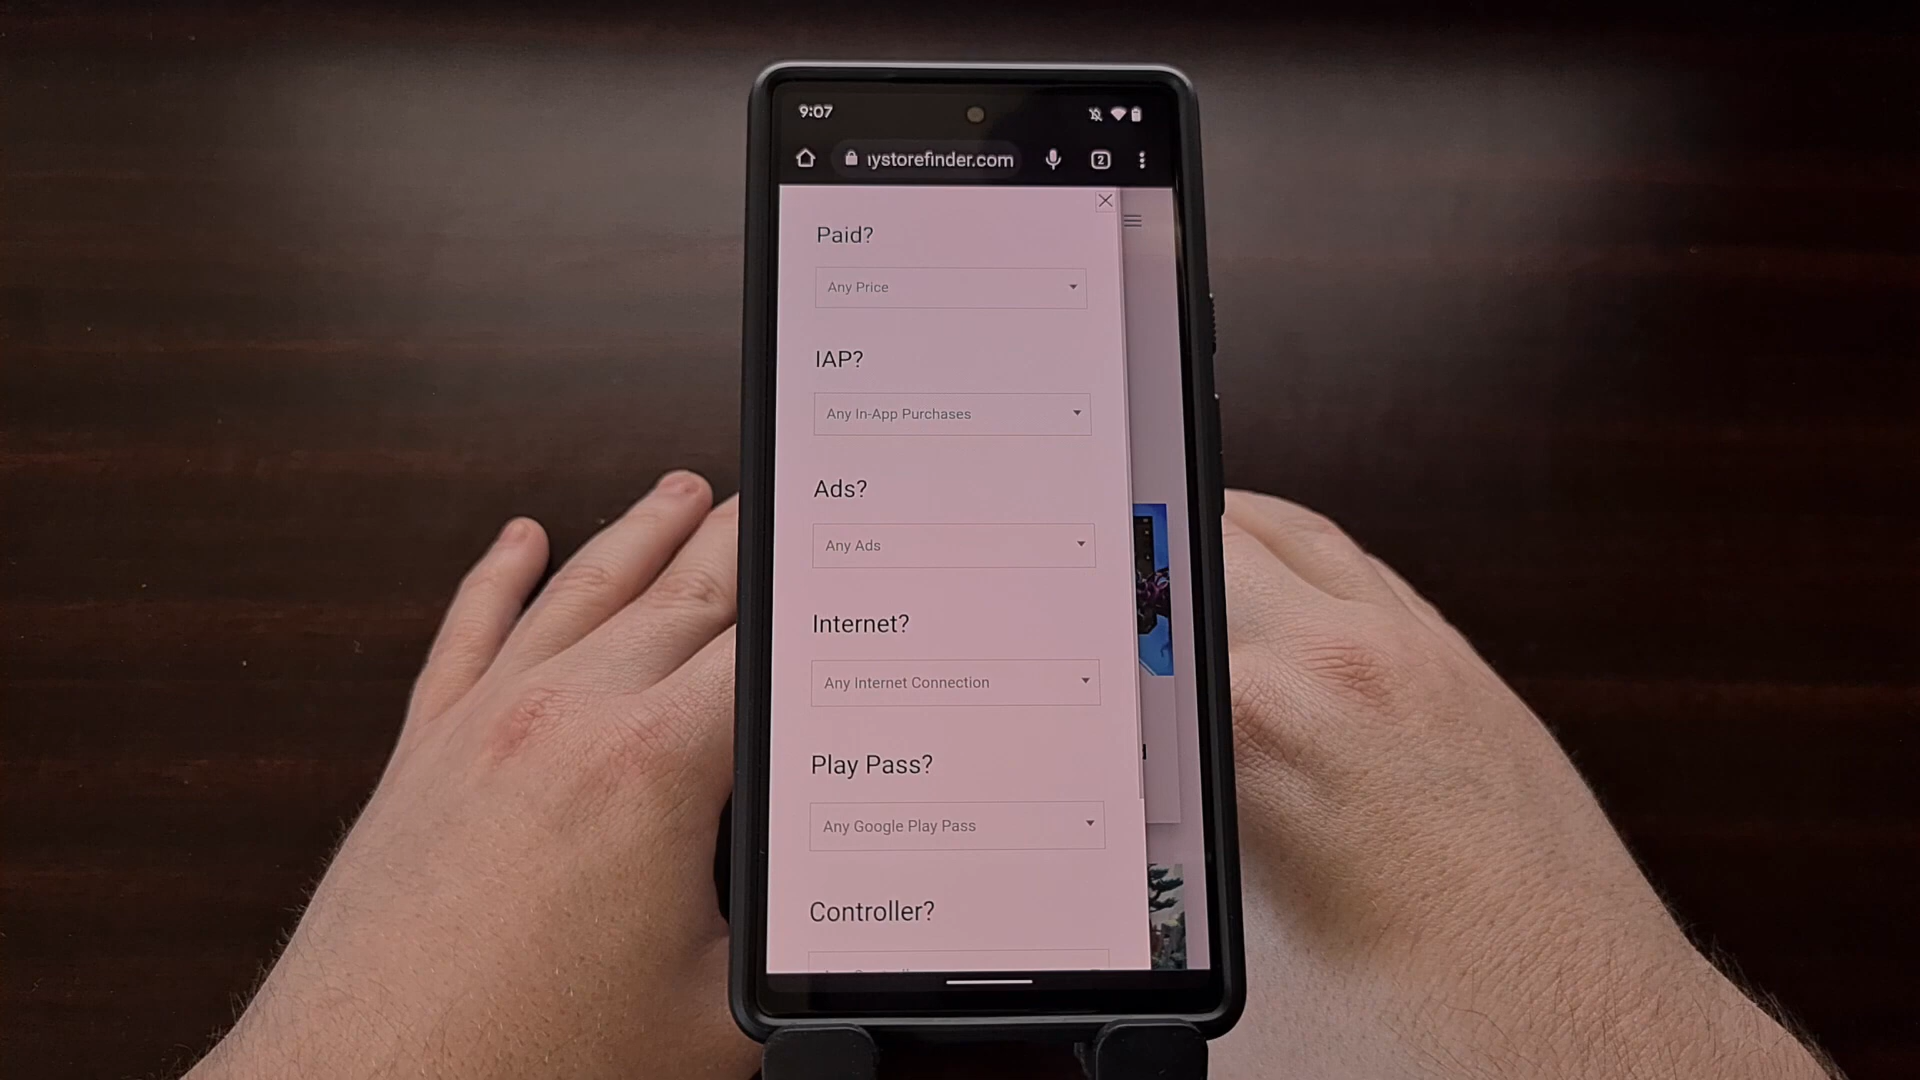 9:07
ystorefinder.com
2
Paid?
Any Price
IAP?
Any In-App Purchases
Ads?
Any Ads
Internet?
Any Internet Connection
Play Pass?
Any Google Play Pass
Controller?